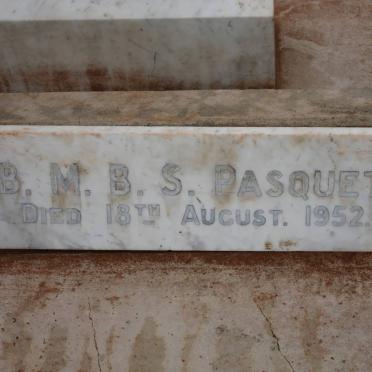 B. M. B. S. PASQUET
DIED 18TH AUGUST. 1952.